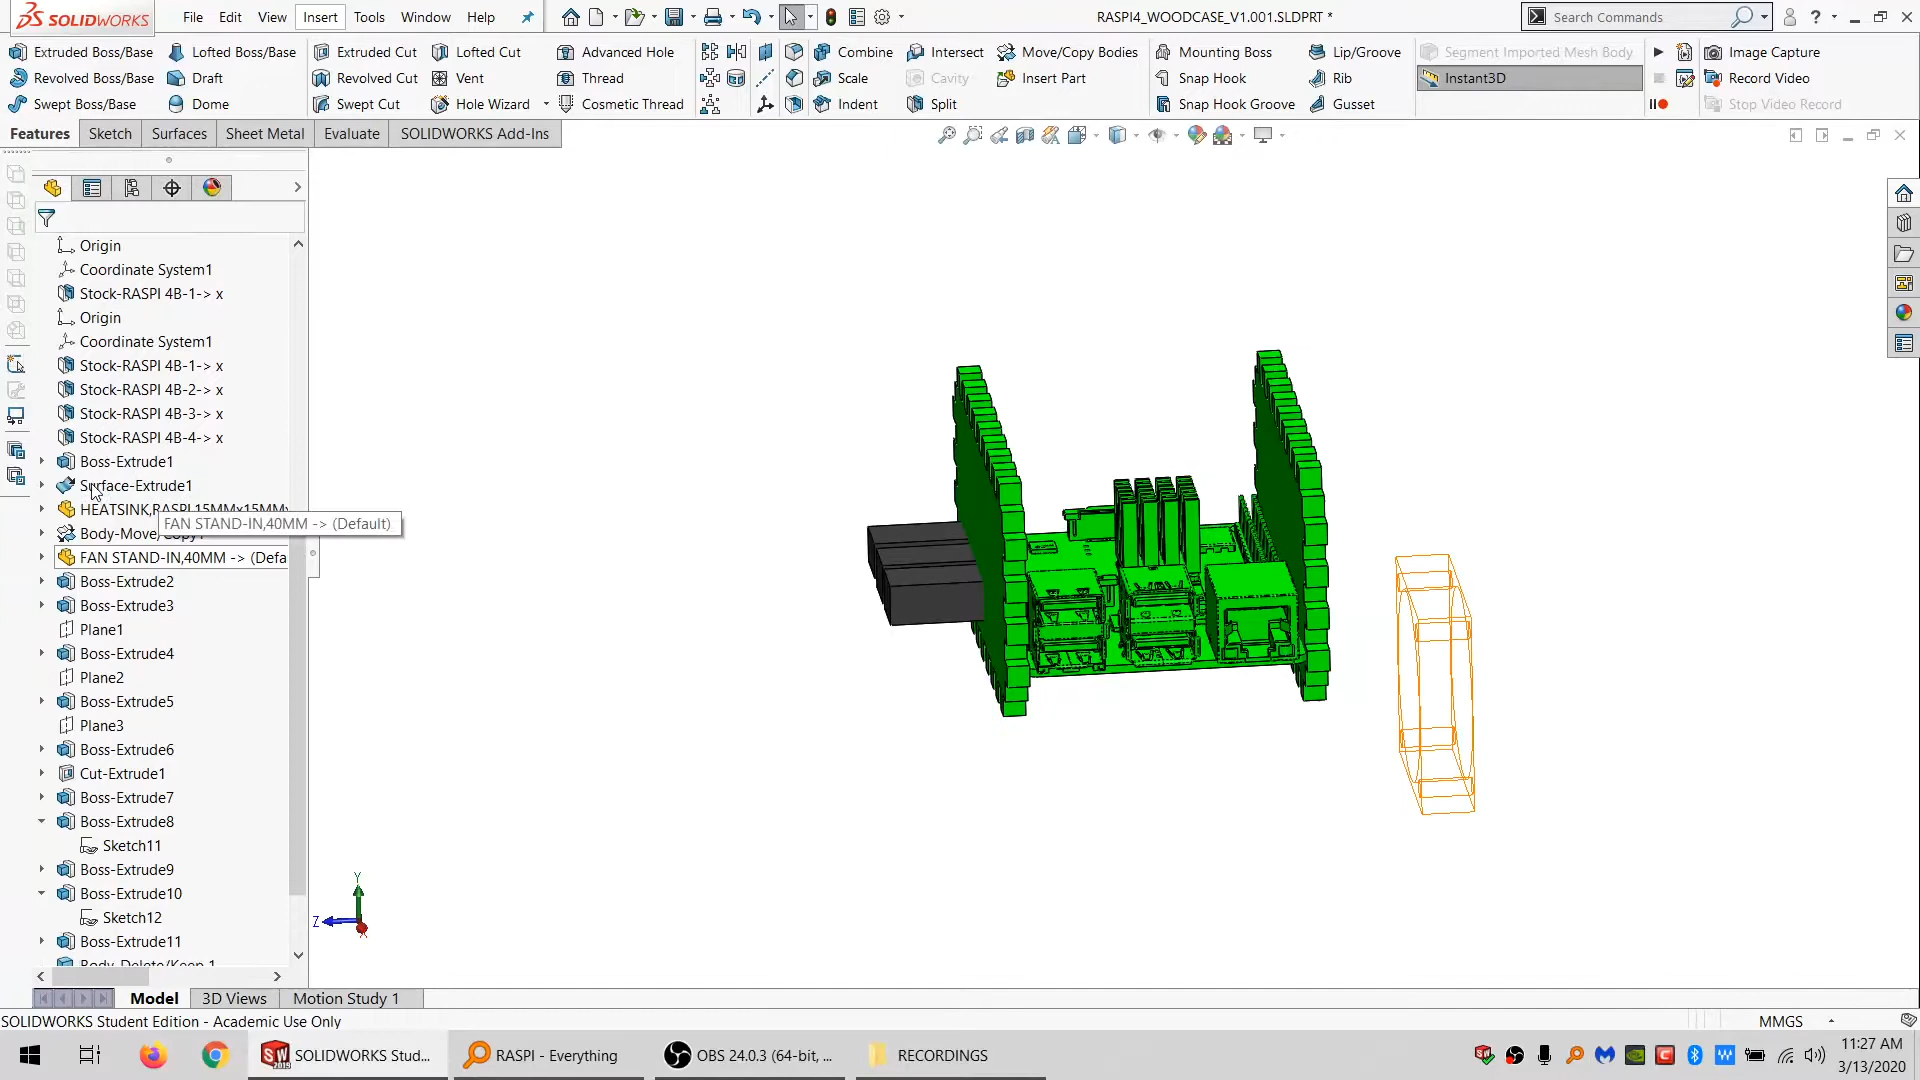 SOLIDWORKS
File Edit View Insert Tools Window Help
RASPI4_WOODCASE_V1.001.SLDPRT *
Search Commands
Extruded Boss/Base
Lofted Boss/Base
Extruded Cut
Lofted Cut
Advanced Hole
Combine
Intersect
Move/Copy Bodies
Mounting Boss
Lip/Groove
Segment Imported Mesh Body
Image Capture
Revolved Boss/Base
Draft
Revolved Cut
Vent
Thread
Scale
Cavity
Insert Part
Snap Hook
Rib
Instant3D
Record Video
Swept Boss/Base
Dome
Swept Cut
Hole Wizard
Cosmetic Thread
Indent
Split
Snap Hook Groove
Gusset
Stop Video Record
Features Sketch Surfaces Sheet Metal Evaluate SOLIDWORKS Add-Ins
Origin
Coordinate System1
Stock-RASPI 4B-1-> x
Origin
Coordinate System1
Stock-RASPI 4B-1-> x
Stock-RASPI 4B-2-> x
Stock-RASPI 4B-3-> x
Stock-RASPI 4B-4-> x
Boss-Extrude1
Surface-Extrude1
HEATSINK,RASPI,15MMx15MMx
FAN STAND-IN,40MM -> (Default)
Body-Move/Copy1
FAN STAND-IN,40MM -> (Defa
Boss-Extrude2
Boss-Extrude3
Plane1
Boss-Extrude4
Plane2
Boss-Extrude5
Plane3
Boss-Extrude6
Cut-Extrude1
Boss-Extrude7
Boss-Extrude8
Sketch11
Boss-Extrude9
Boss-Extrude10
Sketch12
Boss-Extrude11
Body-Delete/Keep 1
Y
Z
X
Model 3D Views Motion Study 1
SOLIDWORKS Student Edition - Academic Use Only
MMGS
SOLIDWORKS Stud...
RASPI - Everything
OBS 24.0.3 (64-bit, ...
RECORDINGS
11:27 AM
3/13/2020